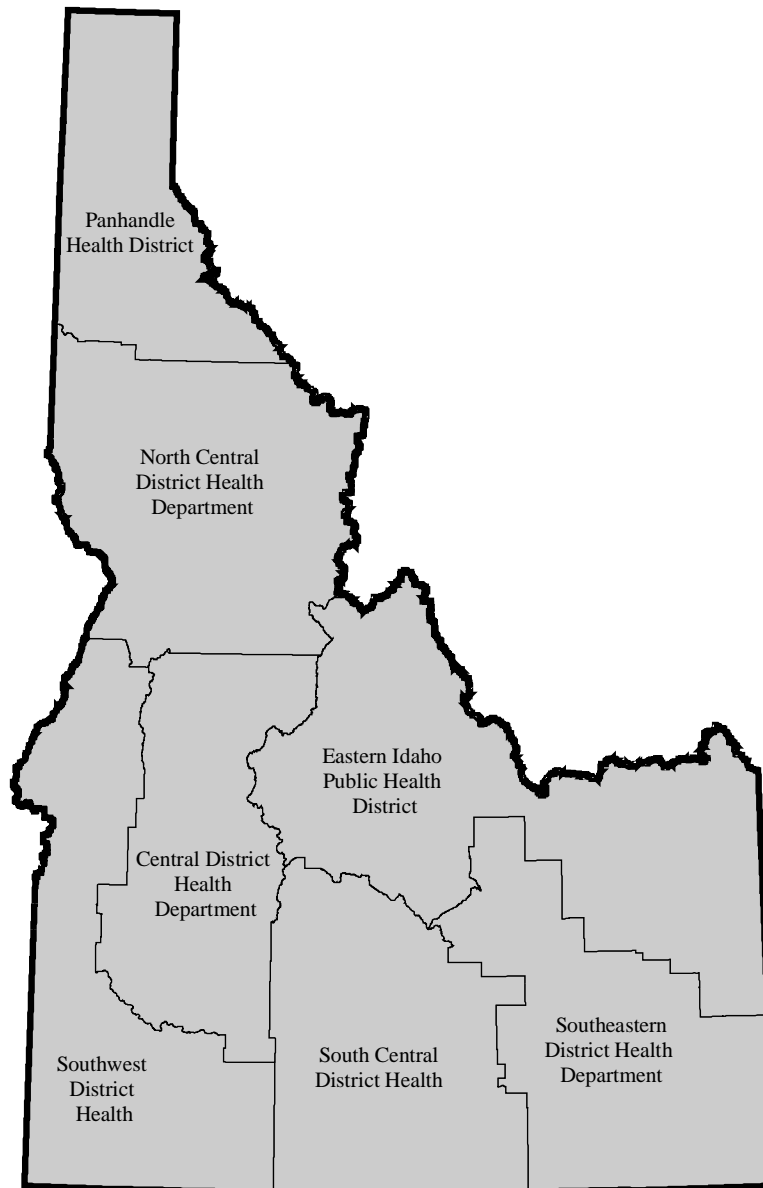 Panhandle
Health District
North Central
District Health
Department
Eastern Idaho
Public Health
District
Central District
Health
Department
Southwest
District
Health
South Central
District Health
Southeastern
District Health
Department